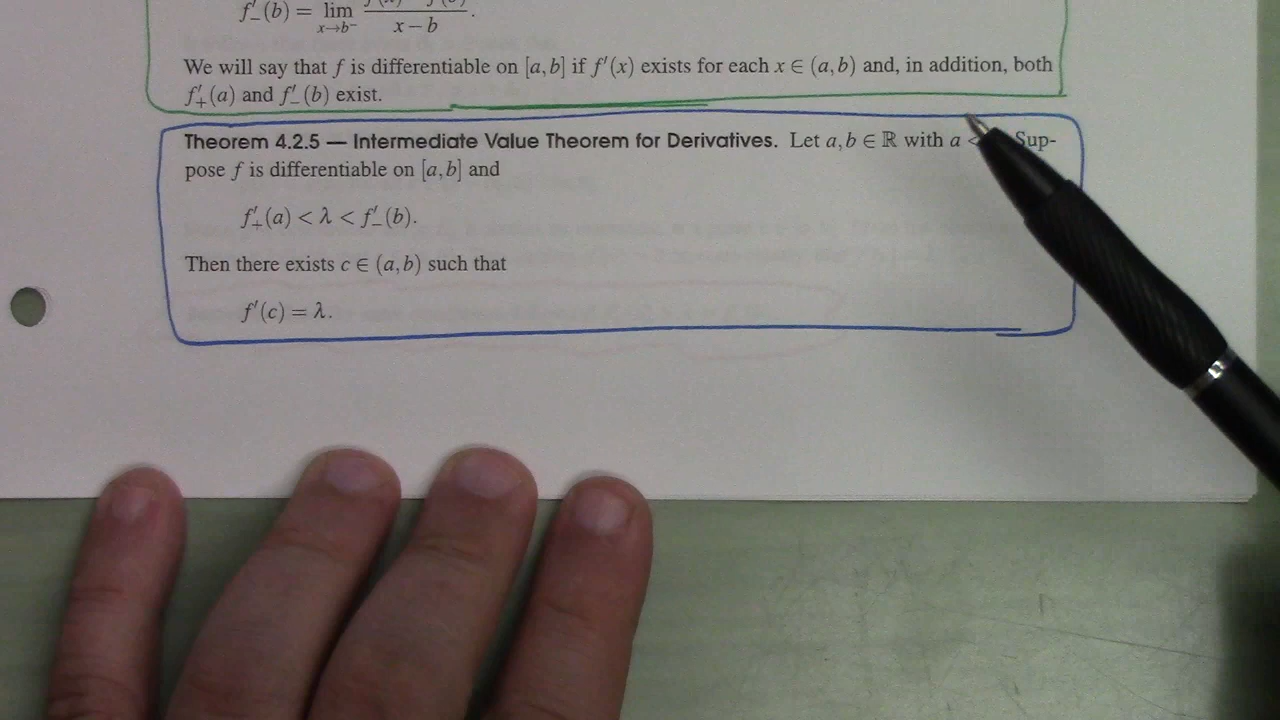 f′₋(b) = lim x→b⁻ x − b .
We will say that f is differentiable on [a,b] if f′(x) exists for each x ∈ (a,b) and, in addition, both
f′₊(a) and f′₋(b) exist.
Theorem 4.2.5 — Intermediate Value Theorem for Derivatives. Let a,b ∈ ℝ with a < Sup-
pose f is differentiable on [a,b] and
f′₊(a) < λ < f′₋(b).
Then there exists c ∈ (a,b) such that
f′(c) = λ.